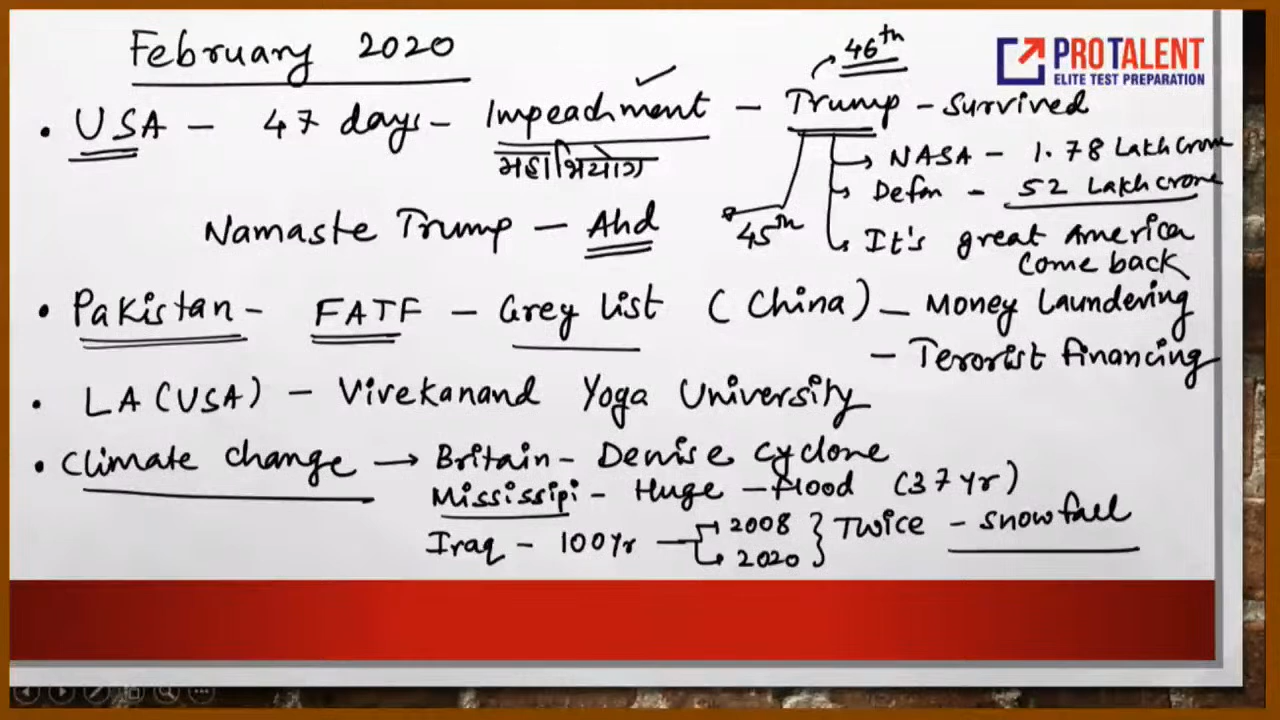 February 2020
46th
PROTALENT
ELITE TEST PREPARATION
• USA – 47 days – Impeachment – Trump – Survived
महाभियोग
→ NASA – 1.78 Lakh Crore
→ Defen – 52 Lakh crore
45th
→ It's great America
come back
Namaste Trump – Ahd
• Pakistan – FATF – Grey List (China) – Money Laundering
– Terorist financing
• LA (USA) – Vivekanand Yoga University
• Climate change → Britain – Denise Cyclone
Mississipi – Huge – flood (37 yr)
Iraq – 100 Yr – 2008 } Twice – snowfall
2020